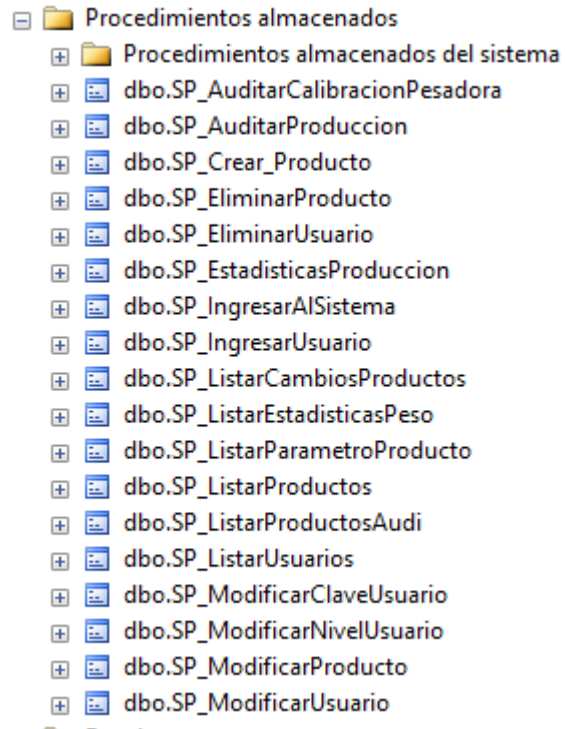 Procedimientos almacenados
Procedimientos almacenados del sistema
dbo.SP_AuditarCalibracionPesadora
dbo.SP_AuditarProduccion
dbo.SP_Crear_Producto
dbo.SP_EliminarProducto
dbo.SP_EliminarUsuario
dbo.SP_EstadisticasProduccion
dbo.SP_IngresarAlSistema
dbo.SP_IngresarUsuario
dbo.SP_ListarCambiosProductos
dbo.SP_ListarEstadisticasPeso
dbo.SP_ListarParametroProducto
dbo.SP_ListarProductos
dbo.SP_ListarProductosAudi
dbo.SP_ListarUsuarios
dbo.SP_ModificarClaveUsuario
dbo.SP_ModificarNivelUsuario
dbo.SP_ModificarProducto
dbo.SP_ModificarUsuario